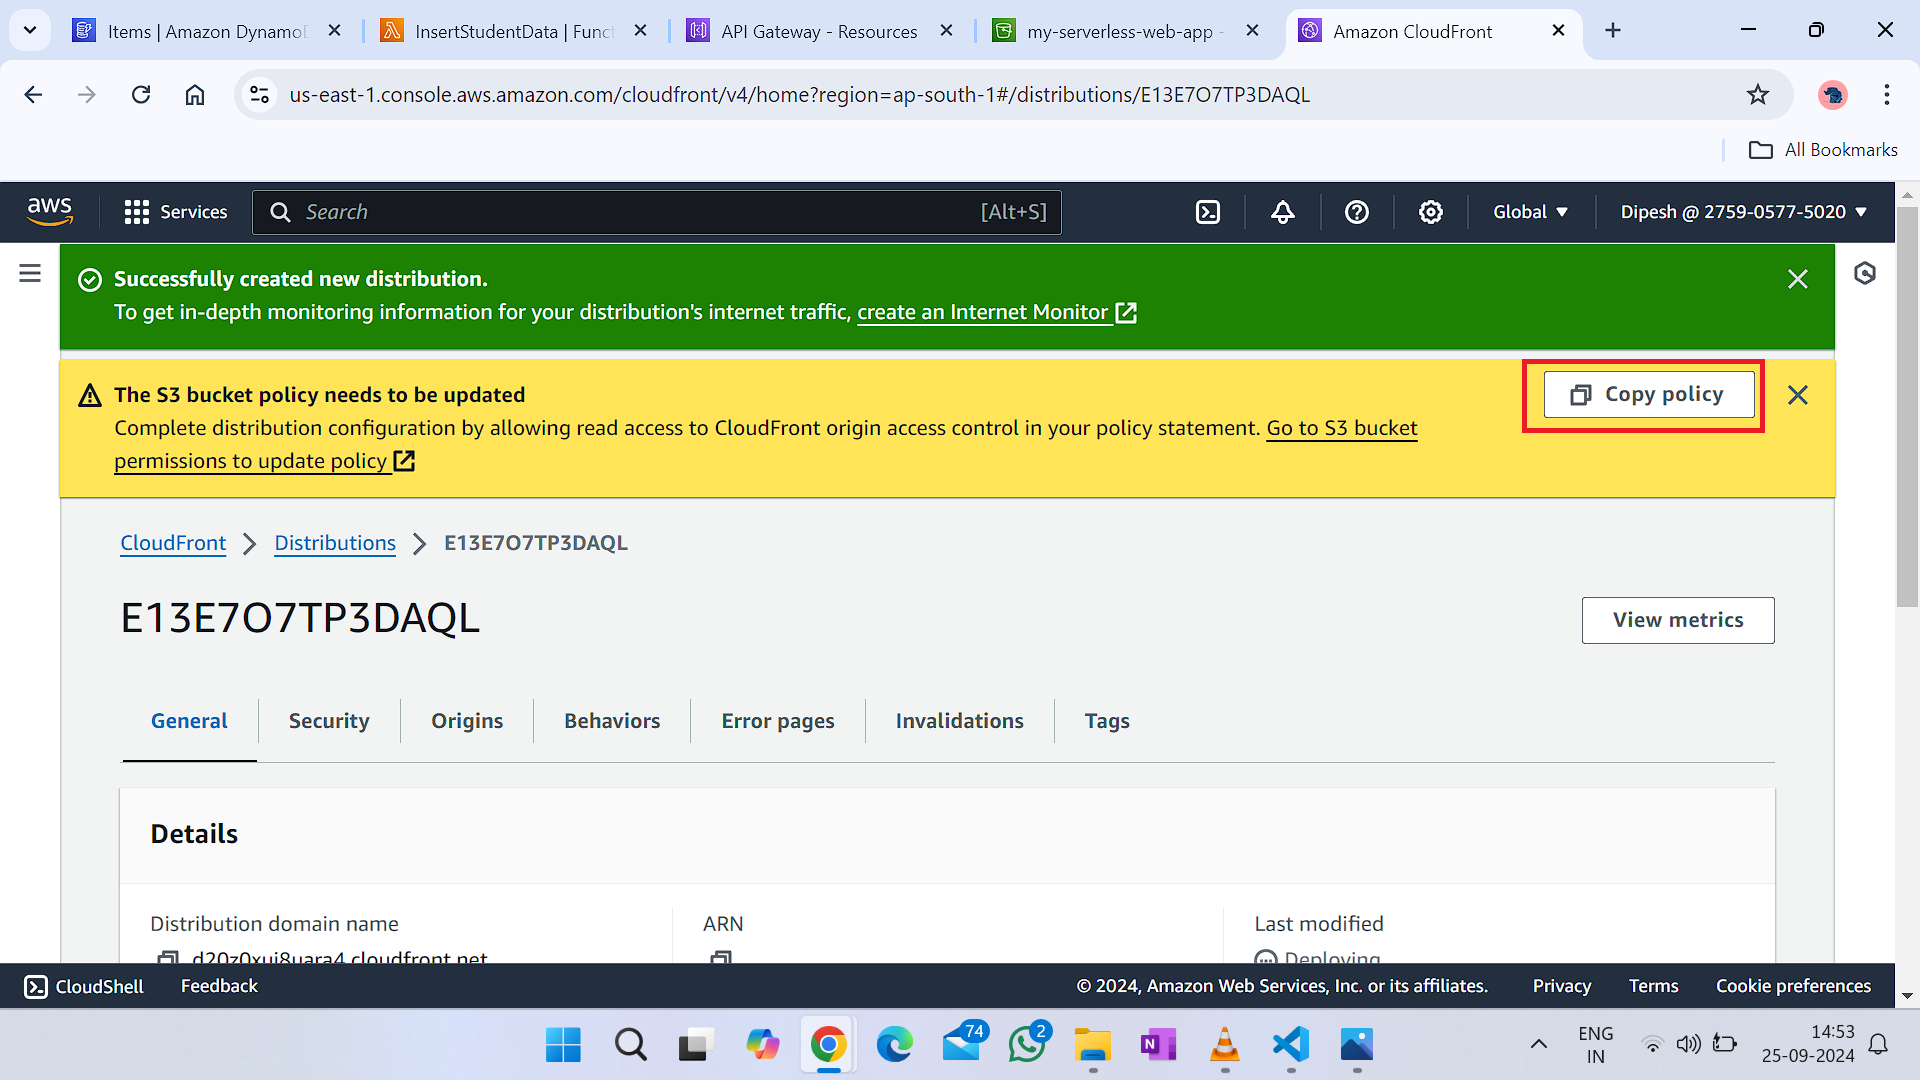 Items | Amazon DynamoD
InsertStudentData | Funct
API Gateway - Resources
my-serverless-web-app -
Amazon CloudFront
us-east-1.console.aws.amazon.com/cloudfront/v4/home?region=ap-south-1#/distributions/E13E7O7TP3DAQL
All Bookmarks
aws
Services
Search
[Alt+S]
Global
Dipesh @ 2759-0577-5020
Successfully created new distribution.
To get in-depth monitoring information for your distribution's internet traffic, create an Internet Monitor
The S3 bucket policy needs to be updated
Copy policy
Complete distribution configuration by allowing read access to CloudFront origin access control in your policy statement. Go to S3 bucket
permissions to update policy
CloudFront
Distributions
E13E7O7TP3DAQL
E13E7O7TP3DAQL
View metrics
General
Security
Origins
Behaviors
Error pages
Invalidations
Tags
Details
Distribution domain name
ARN
Last modified
Deploying
CloudShell
Feedback
© 2024, Amazon Web Services, Inc. or its affiliates.
Privacy
Terms
Cookie preferences
74
2
N
ENG
IN
14:53
25-09-2024